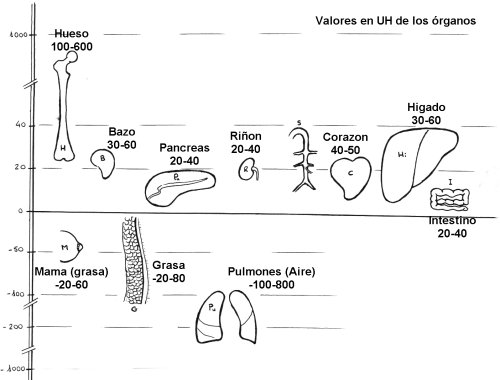 Valores en UH de los órganos
1000
Hueso
100-600
40
Bazo
30-60
Pancreas
20-40
Riñon
20-40
S
Corazon
40-50
Higado
30-60
H
B
P.
R
C
Hi
20
I
0
Intestino
20-40
M
-50
Mama (grasa)
-20-60
Grasa
-20-80
G
Pulmones (Aire)
-100-800
-100
Pu
-200
-1000